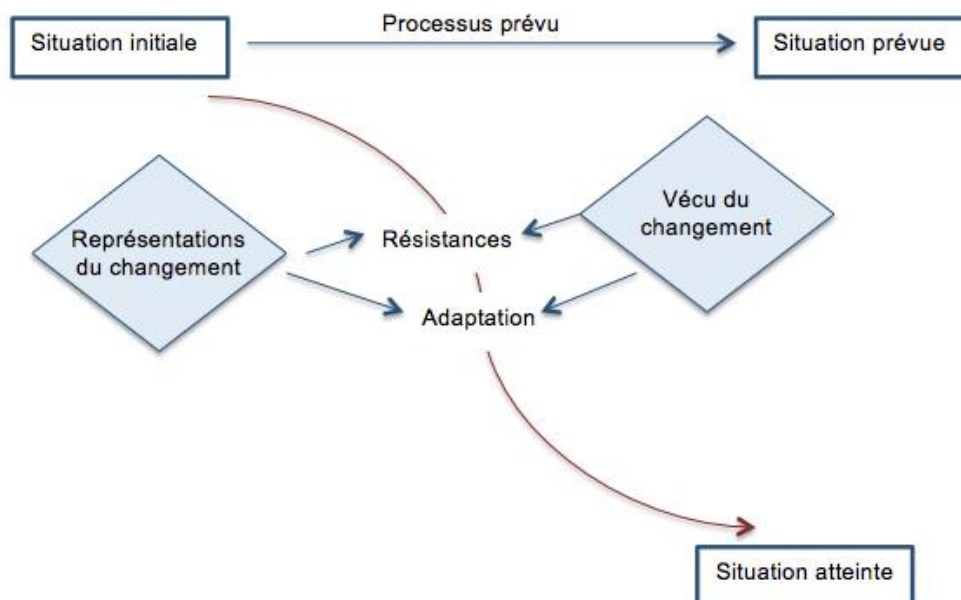 Processus prévu
Situation initiale
Situation prévue
Vécu du
changement
Représentations
du changement
Résistances
Adaptation
Situation atteinte